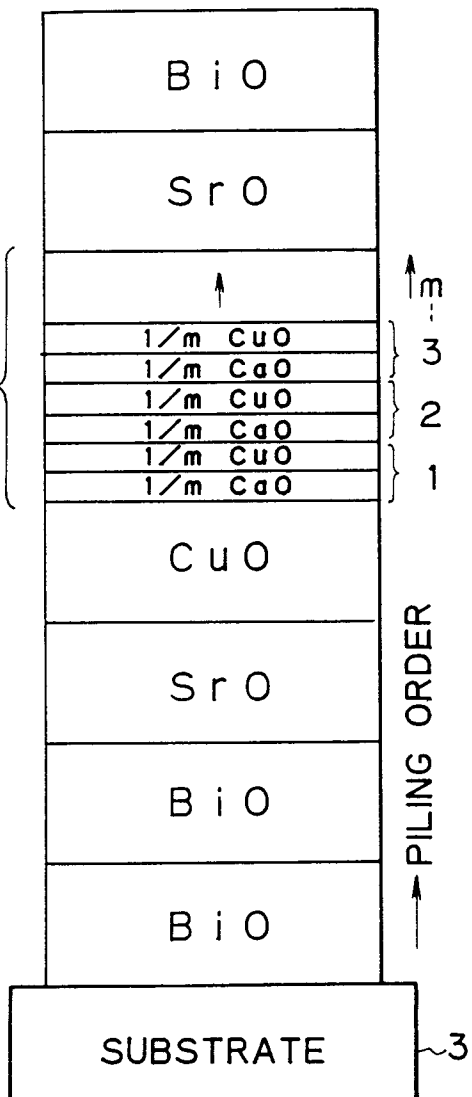 BiO
SrO
m
1/m CuO
3
1/m CaO
1/m CuO
2
1/m CaO
1/m CuO
1
1/m CaO
CuO
SrO
BiO
BiO
PILING ORDER
SUBSTRATE
3